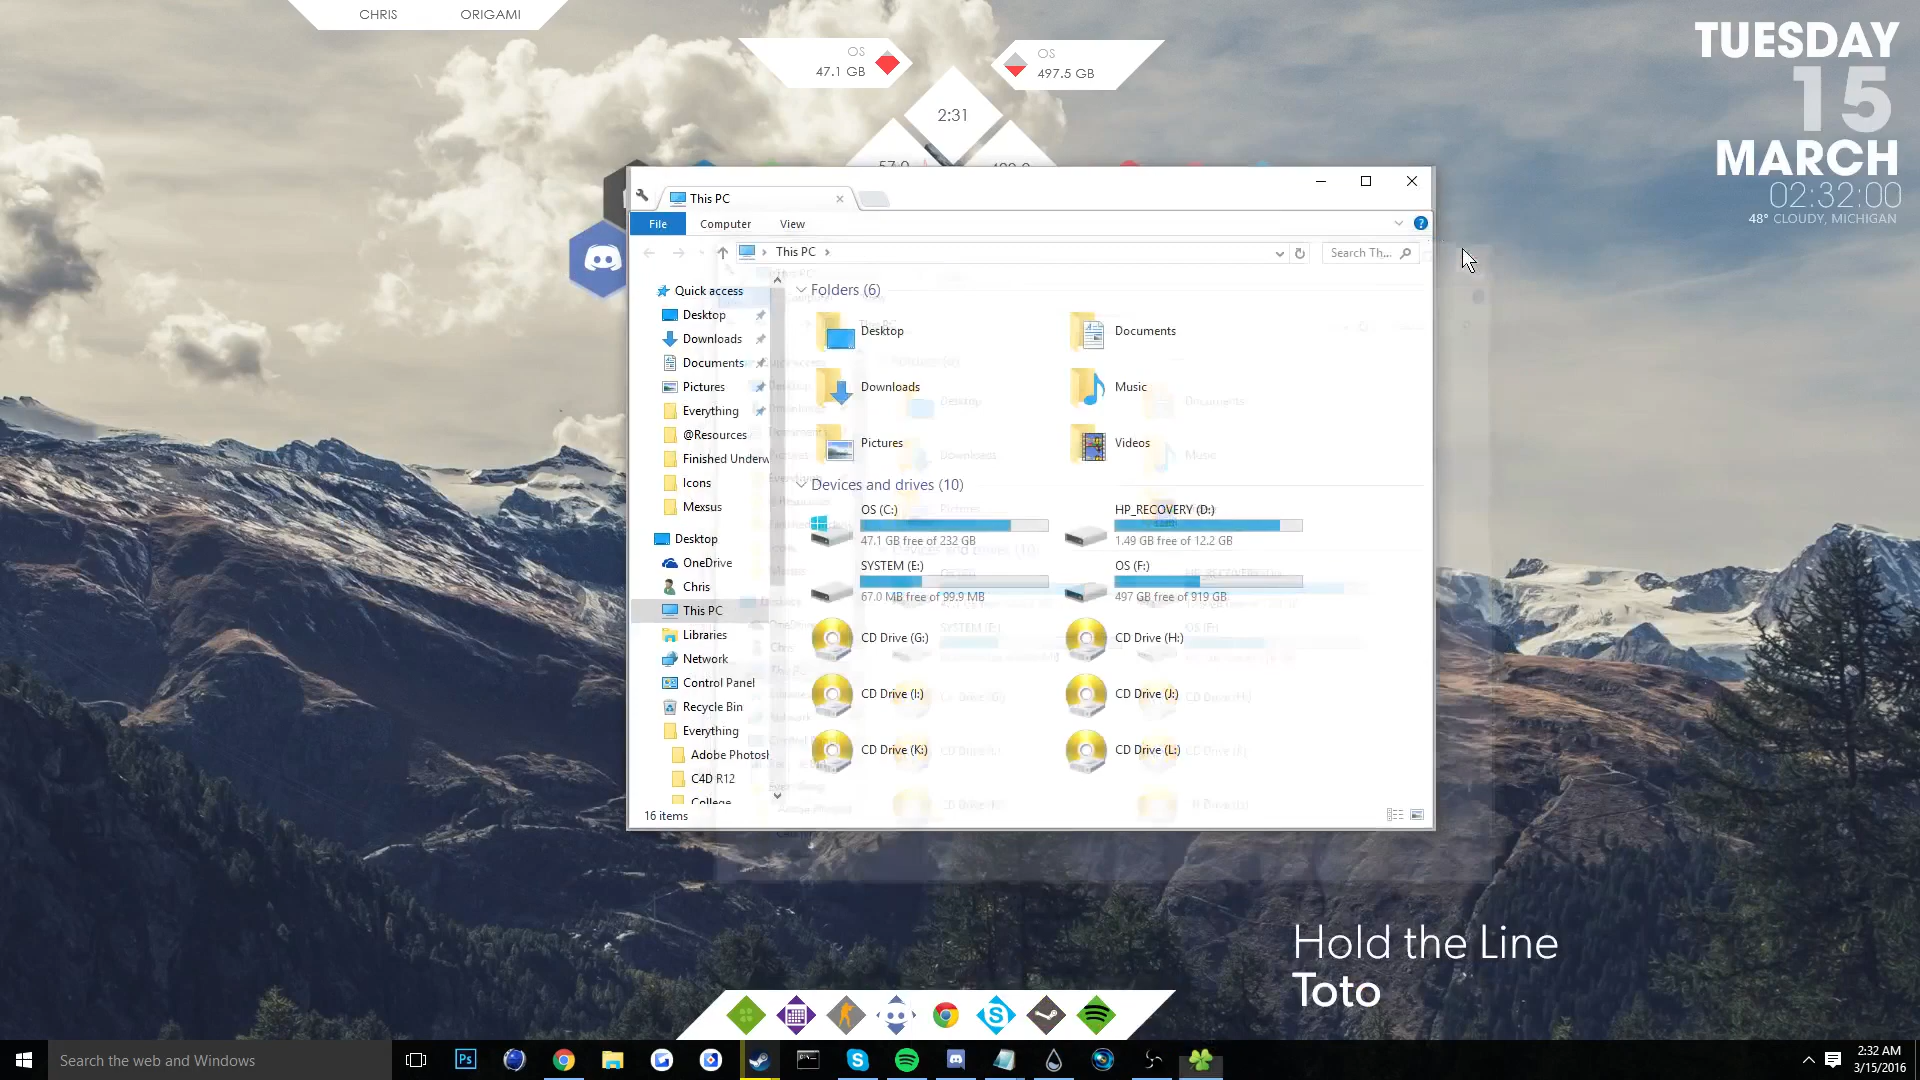 CHRIS
ORIGAMI
OS
47.1 GB
OS
497.5 GB
2:31
TUESDAY
15
MARCH
02:32:00
48° CLOUDY, MICHIGAN
This PC
File
Computer
View
This PC
Search Th...
Quick access
Desktop
Downloads
Documents
Pictures
Everything
@Resources
Finished Underw
Icons
Mexsus
Desktop
OneDrive
Chris
This PC
Libraries
Network
Control Panel
Recycle Bin
Everything
Adobe Photosh
C4D R12
College
Folders (6)
Desktop
Documents
Downloads
Music
Pictures
Videos
Devices and drives (10)
OS (C:)
47.1 GB free of 232 GB
HP_RECOVERY (D:)
1.49 GB free of 12.2 GB
SYSTEM (E:)
67.0 MB free of 99.9 MB
OS (F:)
497 GB free of 919 GB
CD Drive (G:)
CD Drive (H:)
CD Drive (I:)
CD Drive (J:)
CD Drive (K:)
CD Drive (L:)
16 items
Hold the Line
Toto
Search the web and Windows
Ps
2:32 AM
3/15/2016